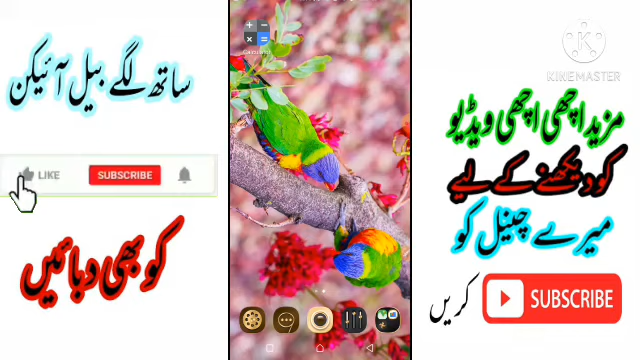 ساتھ لگے بیل آئیکن
LIKE
SUBSCRIBE
کو بھی دبائیں
Calculator
KINEMASTER
مزید اچھی اچھی ویڈیو
کو دیکھنے کے لیے
میرے چینل کو
SUBSCRIBE
کریں